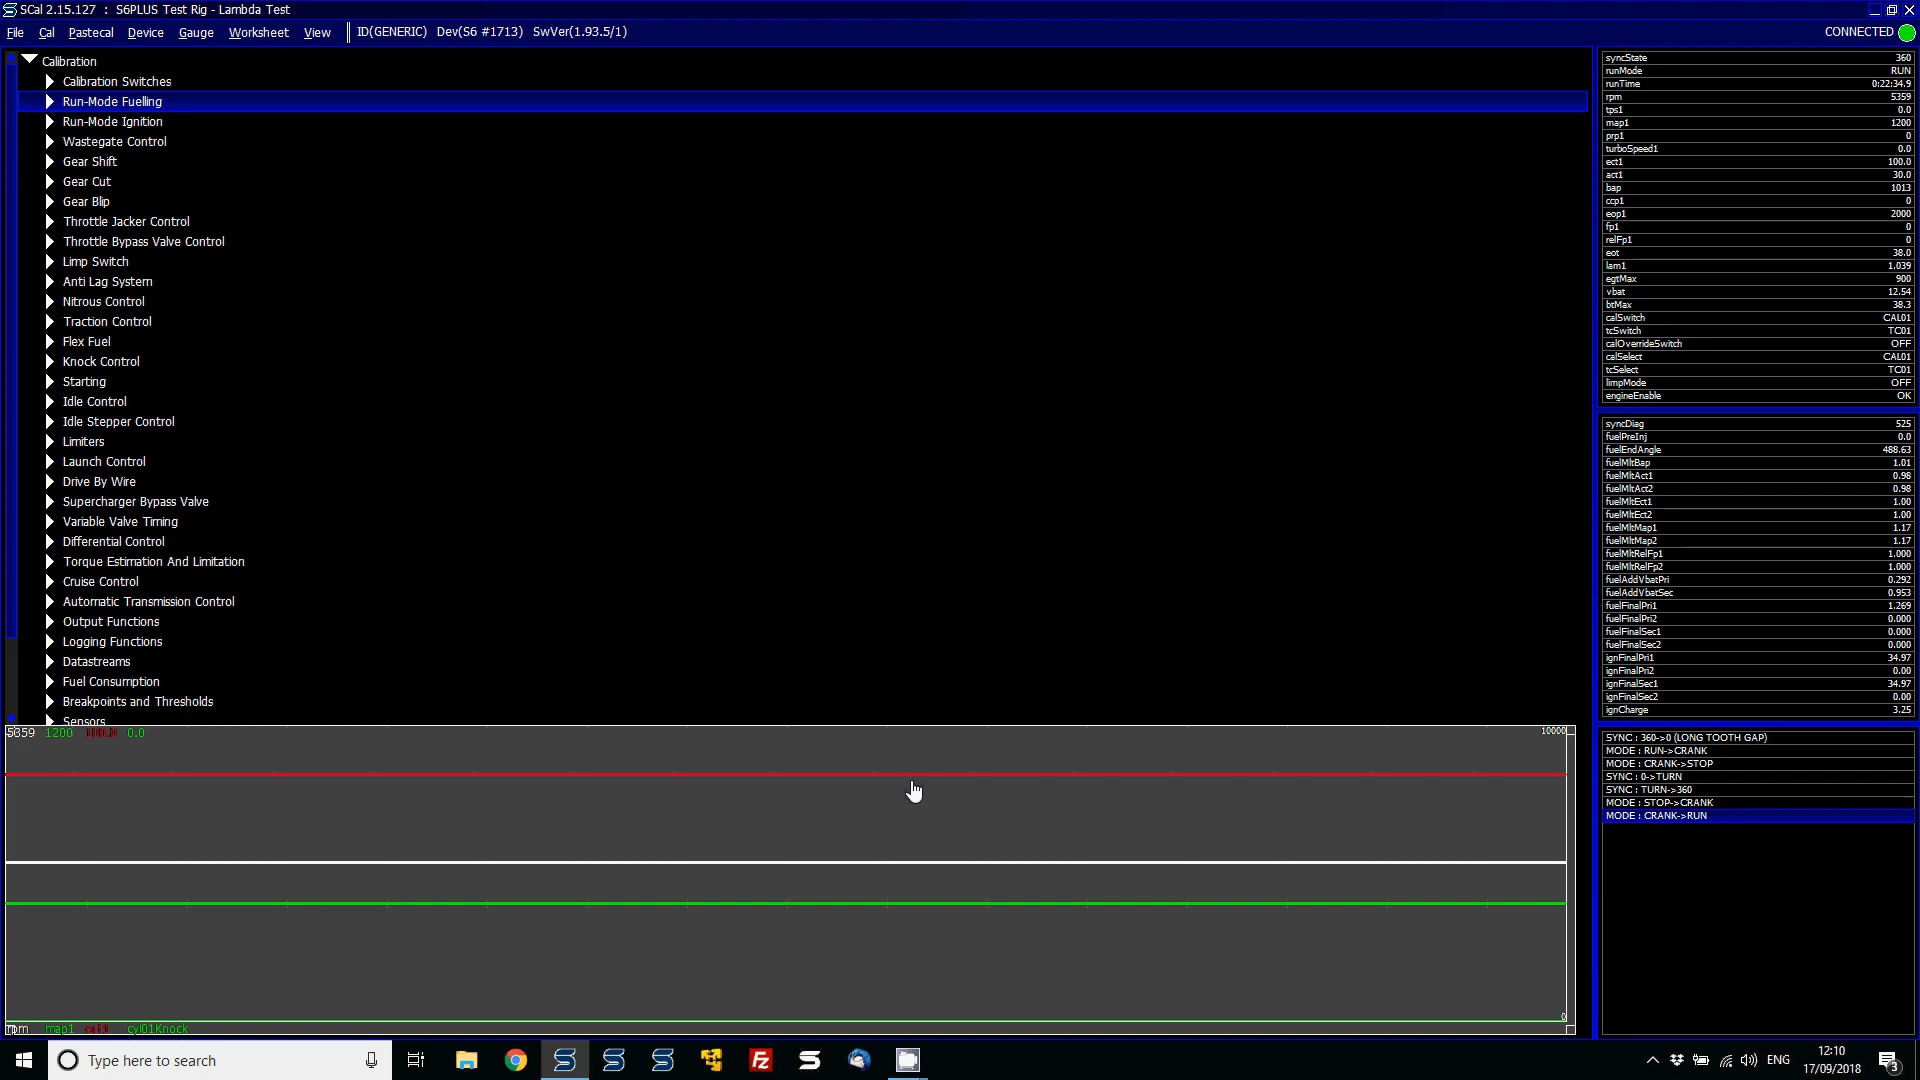 SCal 2.15.127 : S6PLUS Test Rig - Lambda Test
File Cal Pastecal Device Gauge Worksheet View ID(GENERIC) Dev(S6 #1713) SwVer(1.93.5/1) CONNECTED
Calibration
Calibration Switches
Run-Mode Fuelling
Run-Mode Ignition
Wastegate Control
Gear Shift
Gear Cut
Gear Blip
Throttle Jacker Control
Throttle Bypass Valve Control
Limp Switch
Anti Lag System
Nitrous Control
Traction Control
Flex Fuel
Knock Control
Starting
Idle Control
Idle Stepper Control
Limiters
Launch Control
Drive By Wire
Supercharger Bypass Valve
Variable Valve Timing
Differential Control
Torque Estimation And Limitation
Cruise Control
Automatic Transmission Control
Output Functions
Logging Functions
Datastreams
Fuel Consumption
Breakpoints and Thresholds
Sensors
syncState 360
runMode RUN
runTime 0:22:34.9
rpm 5359
tps1 0.0
map1 1200
prp1 0
turboSpeed1 0.0
ect1 100.0
act1 30.0
bap 1013
ccp1 0
eop1 2000
fp1 0
relFp1 0
eot 38.0
lam1 1.039
egtMax 900
vbat 12.54
btMax 38.3
calSwitch CAL01
tcSwitch TC01
calOverrideSwitch OFF
calSelect CAL01
tcSelect TC01
limpMode OFF
engineEnable OK
syncDiag 525
fuelPreInj 0.0
fuelEndAngle 488.63
fuelMltBap 1.01
fuelMltAct1 0.98
fuelMltAct2 0.98
fuelMltEct1 1.00
fuelMltEct2 1.00
fuelMltMap1 1.17
fuelMltMap2 1.17
fuelMltRelFp1 1.000
fuelMltRelFp2 1.000
fuelAddVbatPri 0.292
fuelAddVbatSec 0.953
fuelFinalPri1 1.269
fuelFinalPri2 0.000
fuelFinalSec1 0.000
fuelFinalSec2 0.000
ignFinalPri1 34.97
ignFinalPri2 0.00
ignFinalSec1 34.97
ignFinalSec2 0.00
ignCharge 3.25
5359 1200 0.0 10000
0
rpm map1 cyl01Knock
SYNC : 360->0 (LONG TOOTH GAP)
MODE : RUN->CRANK
MODE : CRANK->STOP
SYNC : 0->TURN
SYNC : TURN->360
MODE : STOP->CRANK
MODE : CRANK->RUN
Type here to search
ENG
12:10
17/09/2018
3